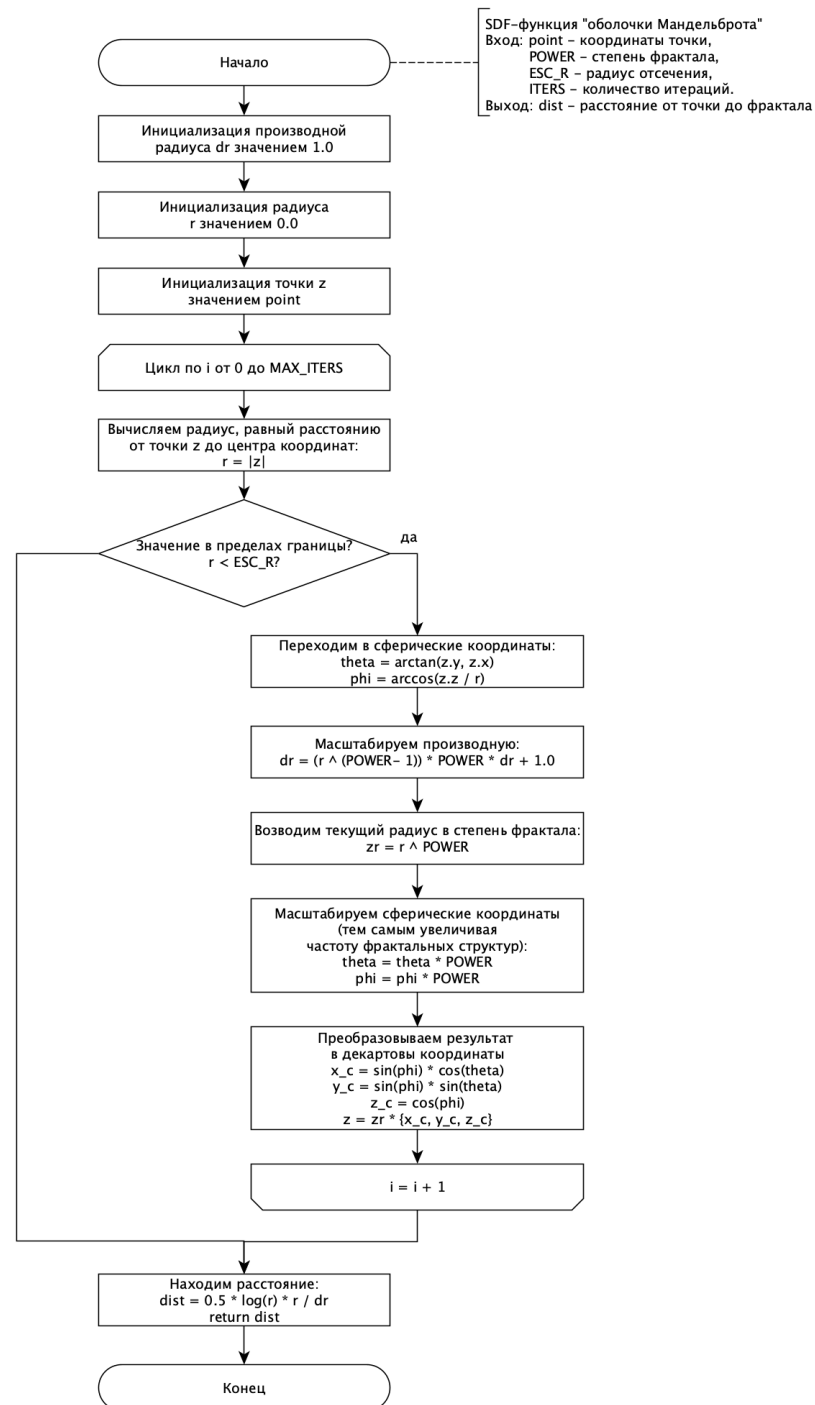 SDF-функция "оболочки Мандельброта"
Вход: point – координаты точки,
POWER – степень фрактала,
ESC_R – радиус отсечения,
ITERS – количество итераций.
Выход: dist – расстояние от точки до фрактала
Начало
Инициализация производной
радиуса dr значением 1.0
Инициализация радиуса
r значением 0.0
Инициализация точки z
значением point
Цикл по i от 0 до MAX_ITERS
Вычисляем радиус, равный расстоянию
от точки z до центра координат:
r = |z|
Значение в пределах границы?
r < ESC_R?
да
Переходим в сферические координаты:
theta = arctan(z.y, z.x)
phi = arccos(z.z / r)
Масштабируем производную:
dr = (r ^ (POWER– 1)) * POWER * dr + 1.0
Возводим текущий радиус в степень фрактала:
zr = r ^ POWER
Масштабируем сферические координаты
(тем самым увеличивая
частоту фрактальных структур):
theta = theta * POWER
phi = phi * POWER
Преобразовываем результат
в декартовы координаты
x_c = sin(phi) * cos(theta)
y_c = sin(phi) * sin(theta)
z_c = cos(phi)
z = zr * {x_c, y_c, z_c}
i = i + 1
Находим расстояние:
dist = 0.5 * log(r) * r / dr
return dist
Конец